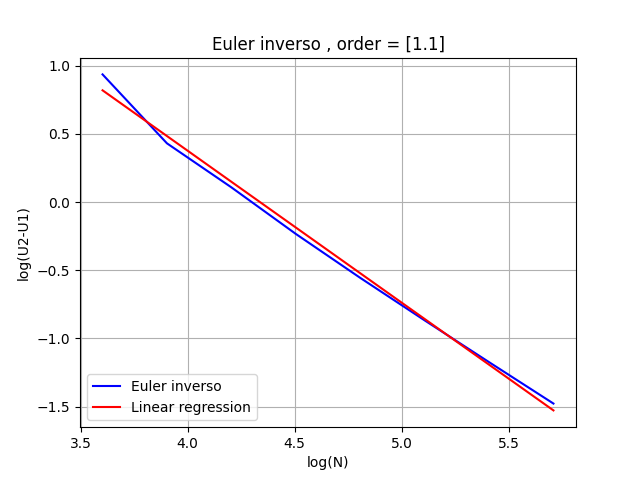 Euler inverso , order = [1.1]
1.0
0.5
0.0
−0.5
−1.0
−1.5
log(U2-U1)
Euler inverso
Linear regression
3.5 4.0 4.5 5.0 5.5
log(N)